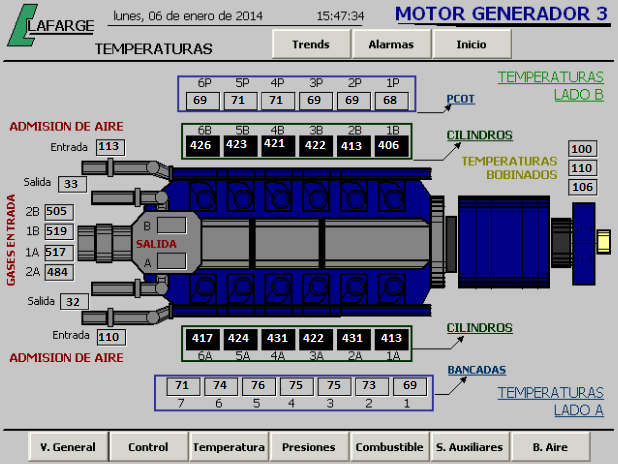 LAFARGE
lunes, 06 de enero de 2014 15:47:34 MOTOR GENERADOR 3
TEMPERATURAS Trends Alarmas Inicio
6P 5P 4P 3P 2P 1P
69 71 71 69 69 68
PCOT
TEMPERATURAS
LADO B
ADMISION DE AIRE
6B 5B 4B 3B 2B 1B
426 423 421 422 413 406
CILINDROS
Entrada 113
TEMPERATURAS
BOBINADOS
100
110
106
Salida 33
GASES ENTRADA
2B 505
1B 519
1A 517
2A 484
B
SALIDA
A
Salida 32
Entrada 110
ADMISION DE AIRE
417 424 431 422 431 413
6A 5A 4A 3A 2A 1A
CILINDROS
71 74 76 75 75 73 69
7 6 5 4 3 2 1
BANCADAS
TEMPERATURAS
LADO A
V. General Control Temperatura Presiones Combustible S. Auxiliares B. Aire